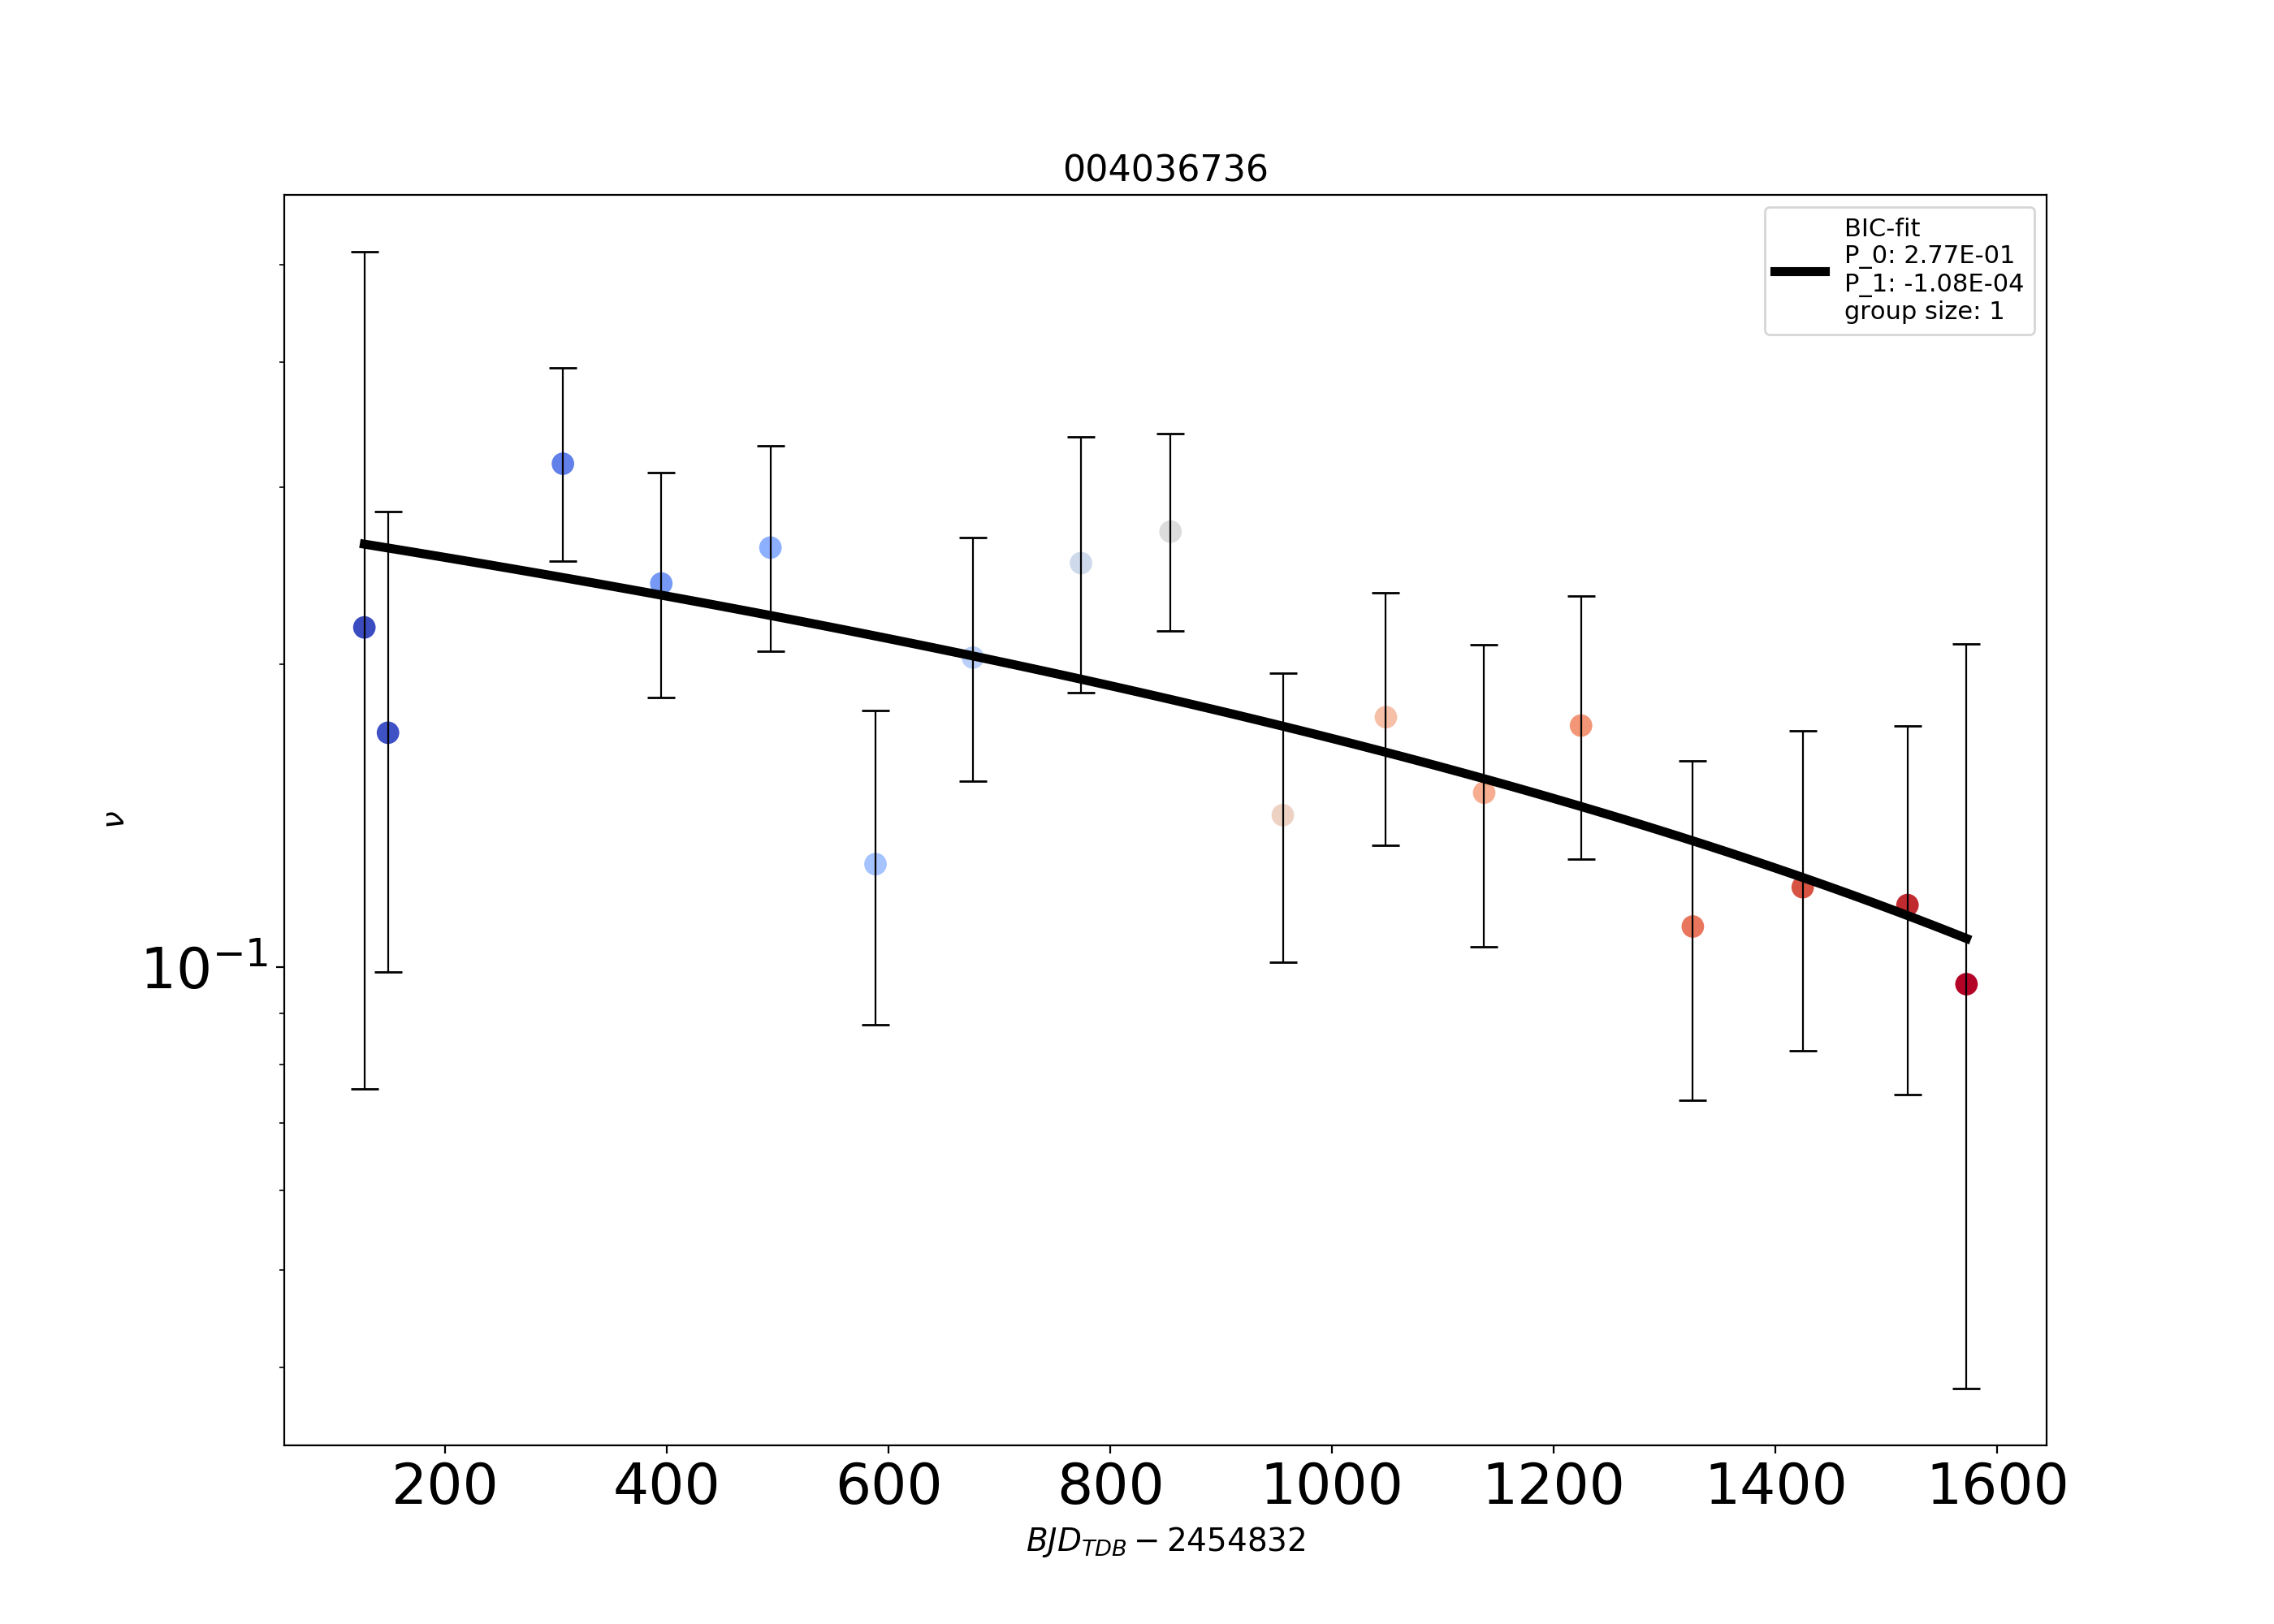 004036736
BIC-fit
P_0: 2.77E-01
P_1: -1.08E-04
group size: 1
ν
10⁻¹
200 400 600 800 1000 1200 1400 1600
BJD_TDB − 2454832